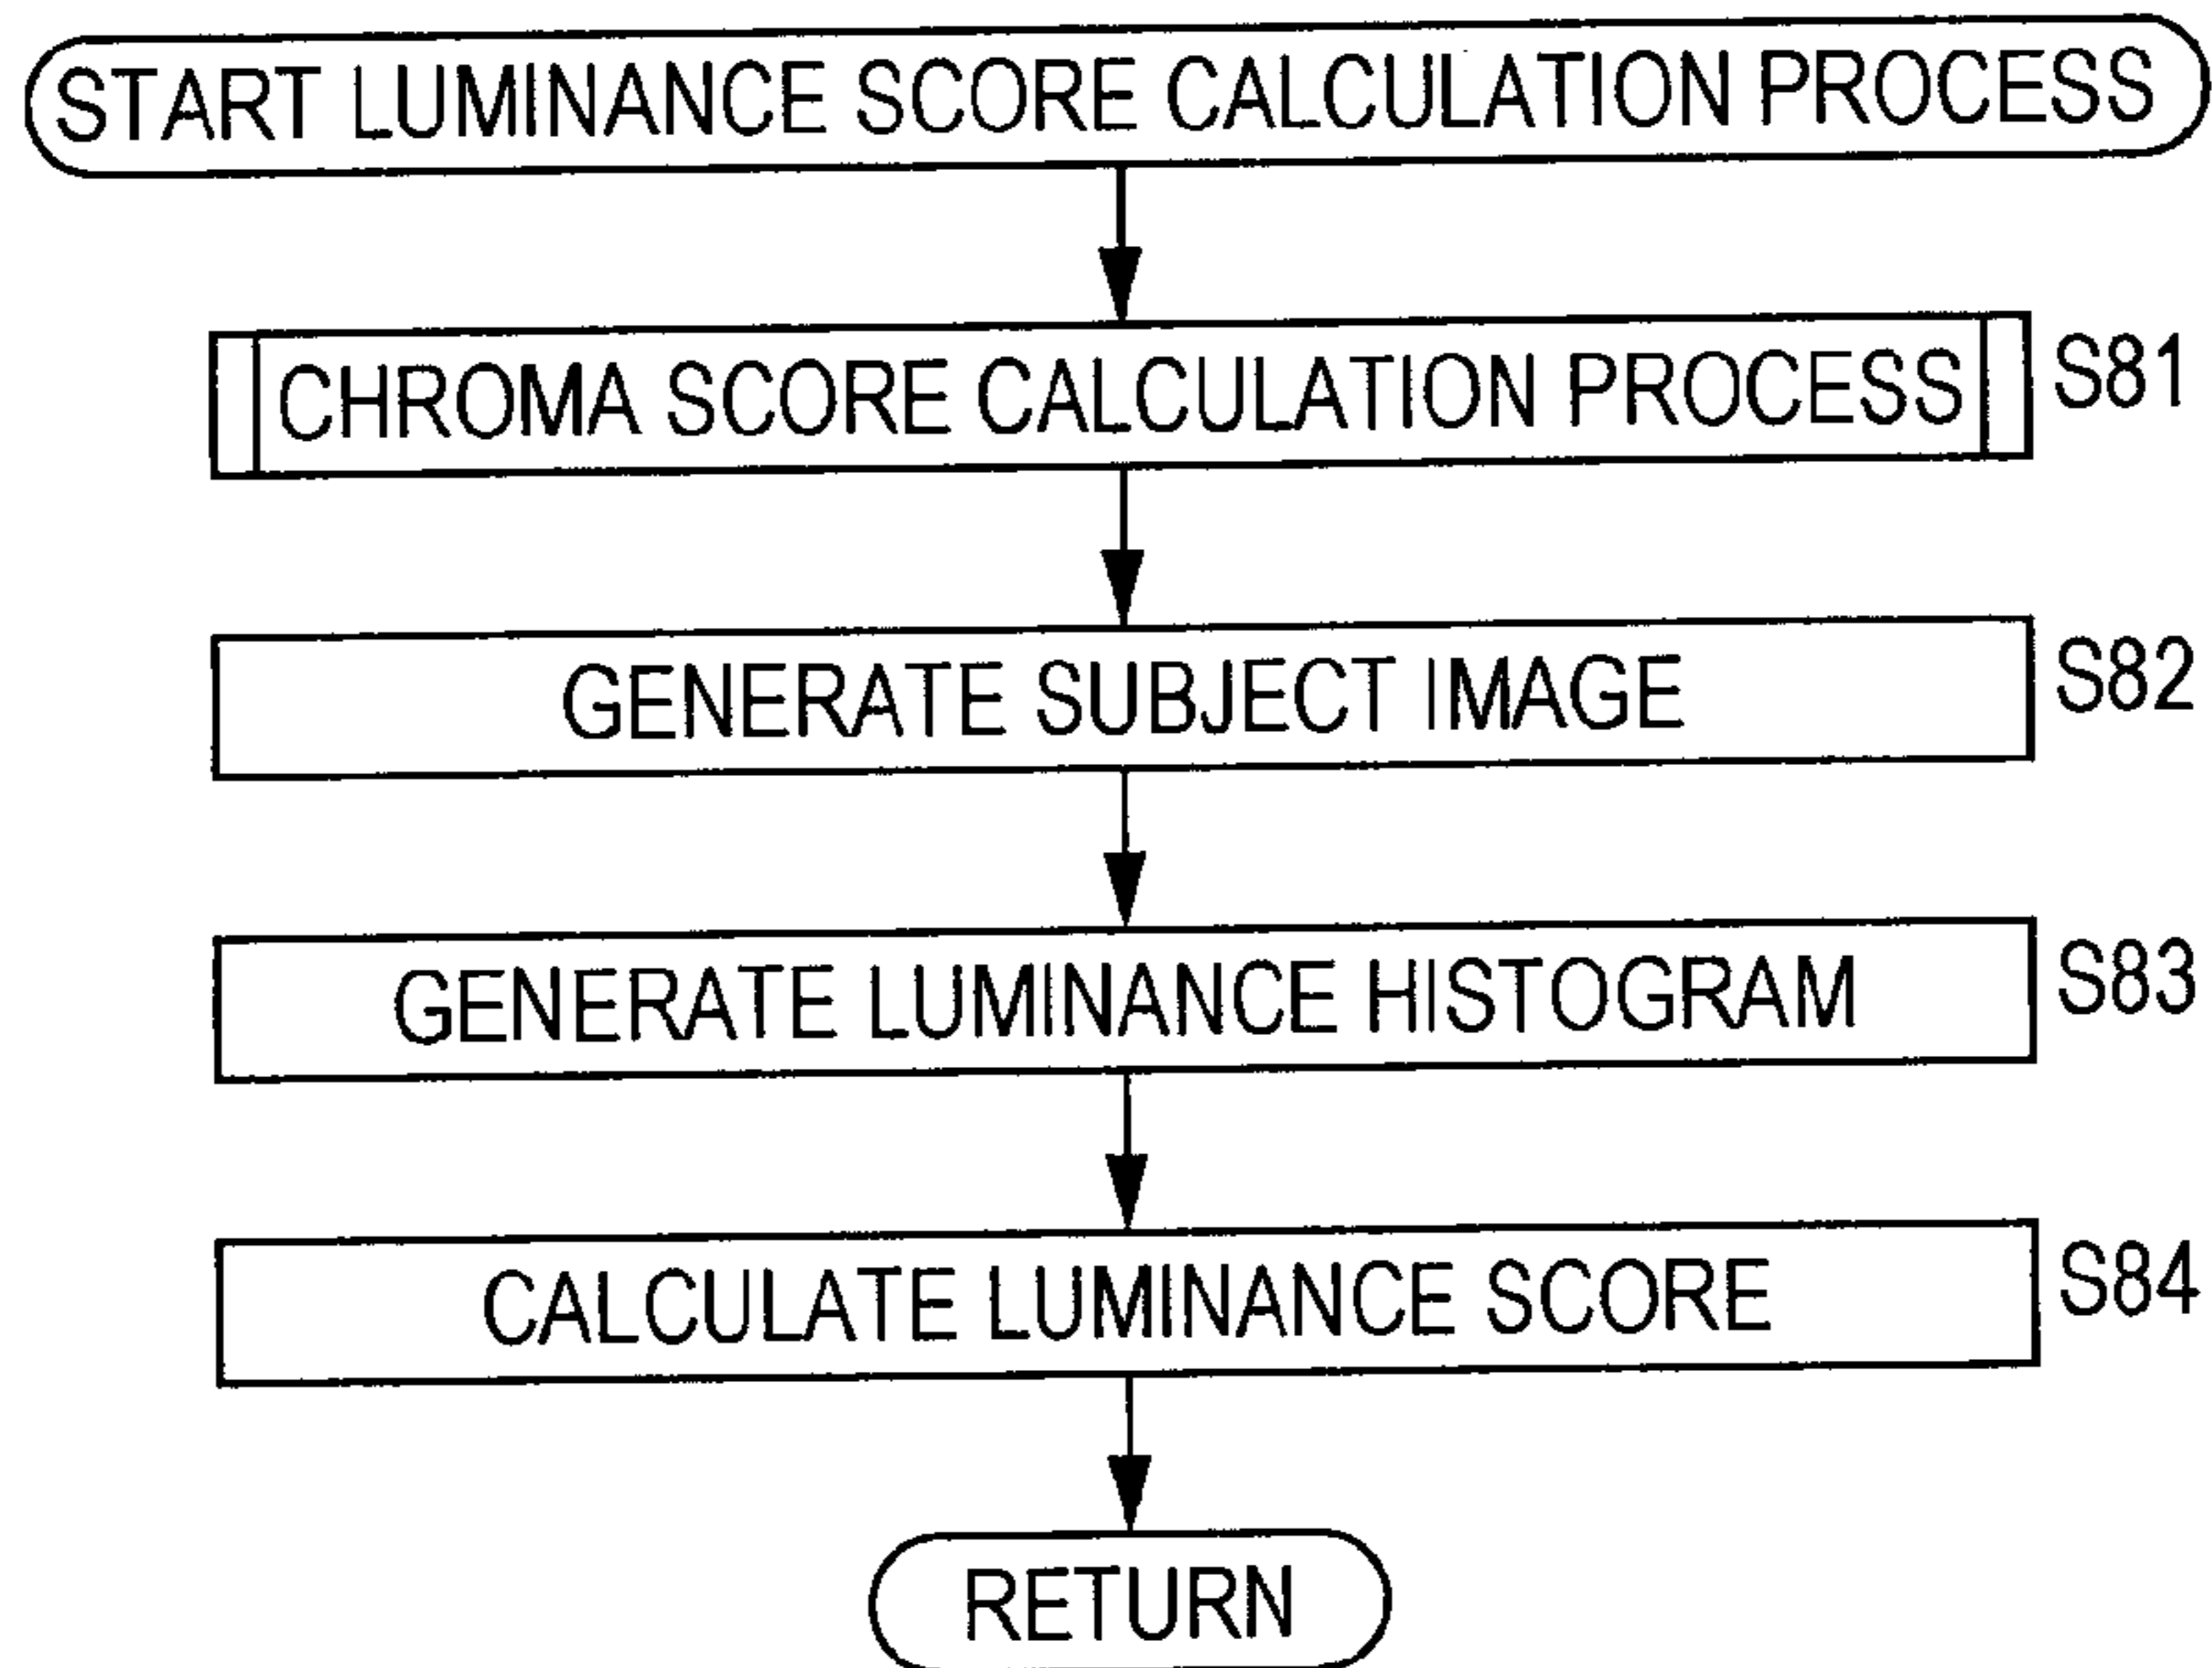 START LUMINANCE SCORE CALCULATION PROCESS
CHROMA SCORE CALCULATION PROCESS S81
GENERATE SUBJECT IMAGE S82
GENERATE LUMINANCE HISTOGRAM S83
CALCULATE LUMINANCE SCORE S84
RETURN